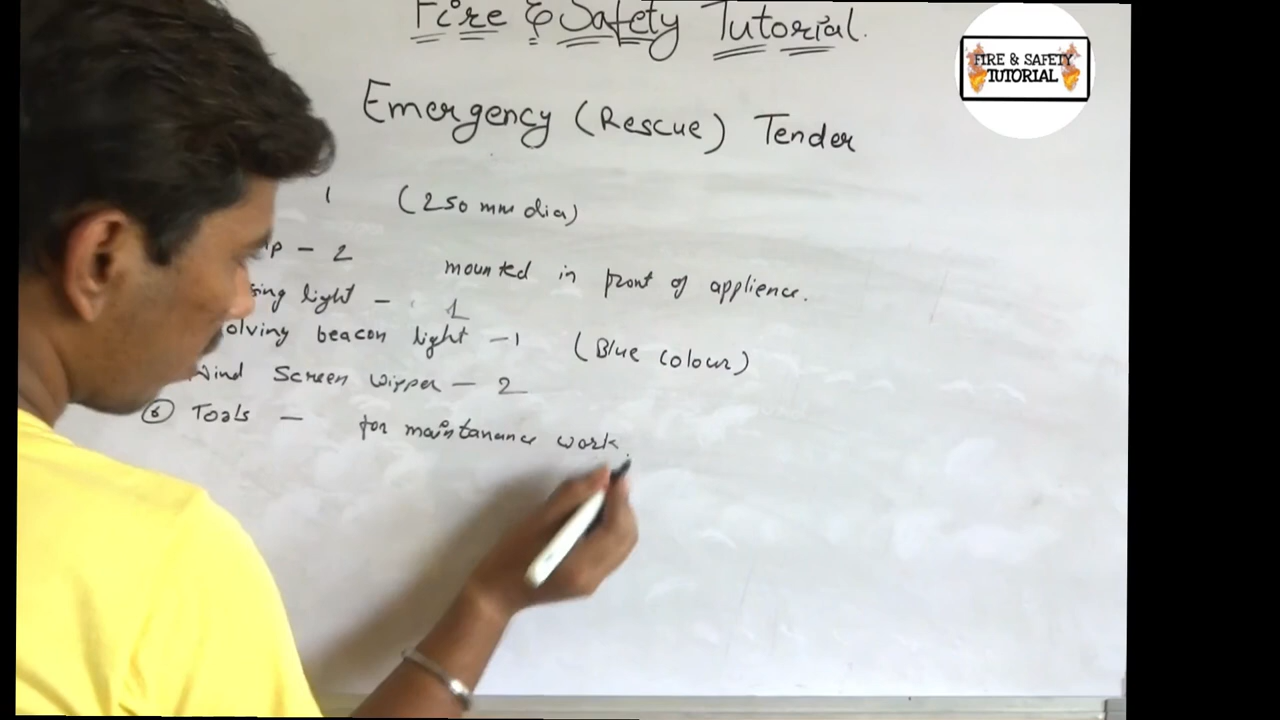 Fire & Safety Tutorial.
FIRE & SAFETY
TUTORIAL
Emergency (Rescue) Tender
1 (250 mm dia)
p - 2 mounted in front of applience.
light - 1
olving beacon light - 1 (Blue colour)
Wind Screen wipper - 2
6 Tools - for maintanance work.